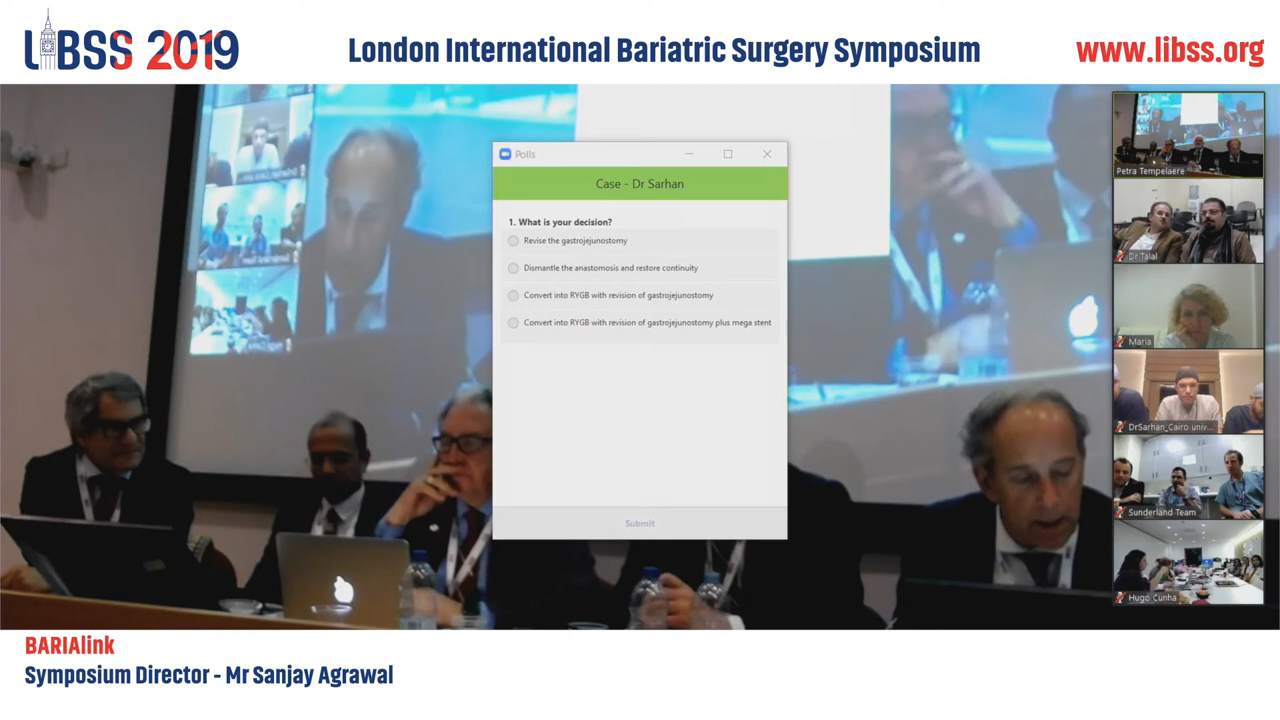 LIBSS 2019
London International Bariatric Surgery Symposium
www.libss.org
Polls
Case - Dr Sarhan
1. What is your decision?
Revise the gastrojejunostomy
Dismantle the anastomosis and restore continuity
Convert into RYGB with revision of gastrojejunostomy
Convert into RYGB with revision of gastrojejunostomy plus mega stent
Submit
Petra Tempelaere
Dr Talal
Maria
DrSarhan_Cairo univ...
Sunderland Team
Hugo Cunha
BARIAlink
Symposium Director - Mr Sanjay Agrawal